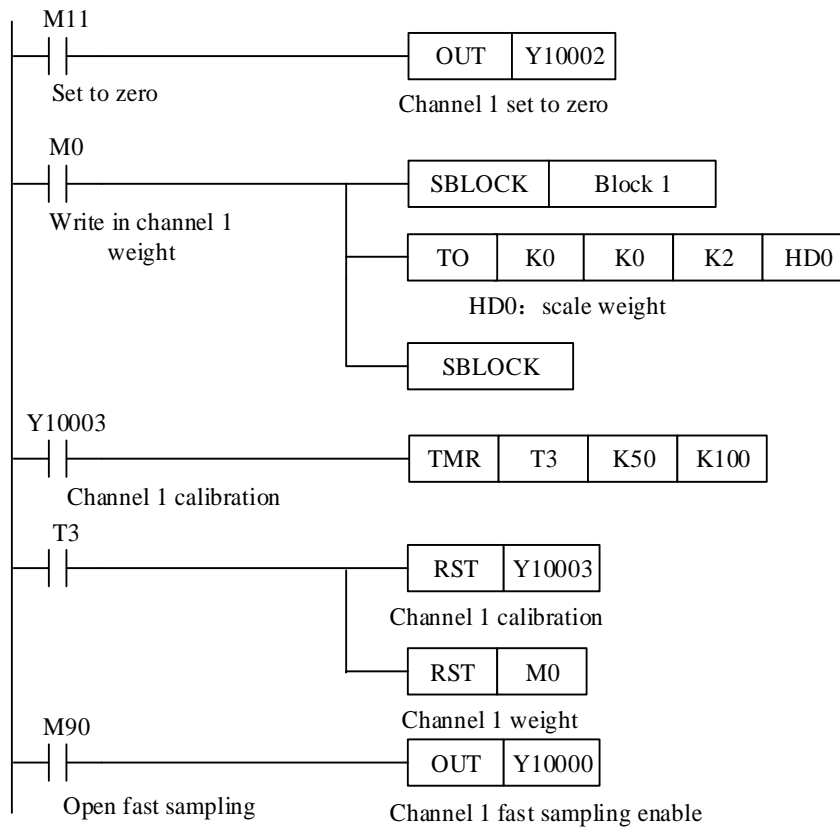 M11
OUT Y10002
Set to zero
Channel 1 set to zero
M0
SBLOCK Block 1
Write in channel 1
weight
TO K0 K0 K2 HD0
HD0：scale weight
SBLOCK
Y10003
TMR T3 K50 K100
Channel 1 calibration
T3
RST Y10003
Channel 1 calibration
RST M0
Channel 1 weight
M90
OUT Y10000
Open fast sampling
Channel 1 fast sampling enable